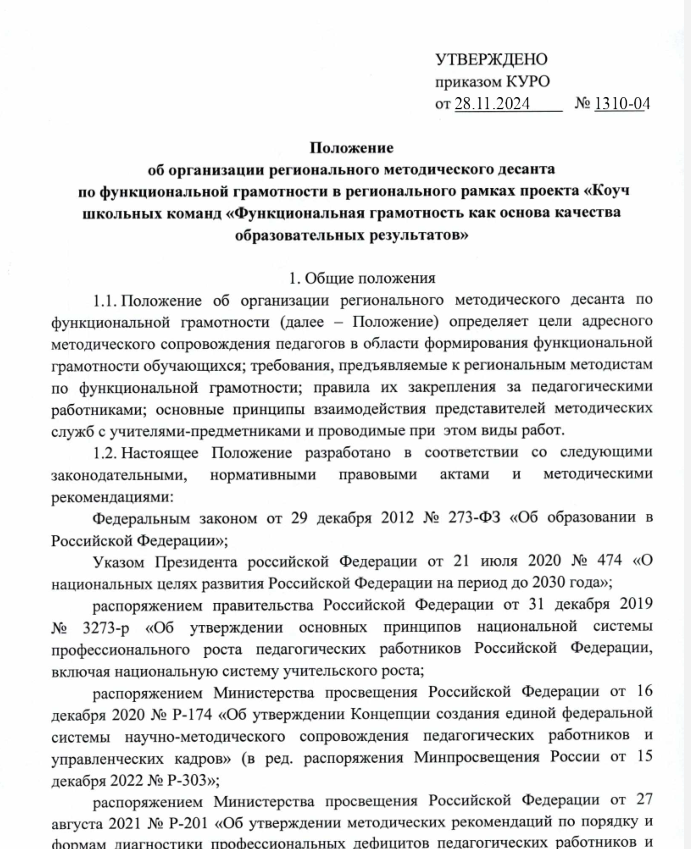 УТВЕРЖДЕНО
приказом КУРО
от 28.11.2024 № 1310-04
Положение
об организации регионального методического десанта
по функциональной грамотности в регионального рамках проекта «Коуч
школьных команд «Функциональная грамотность как основа качества
образовательных результатов»
1. Общие положения
1.1. Положение об организации регионального методического десанта по
функциональной грамотности (далее – Положение) определяет цели адресного
методического сопровождения педагогов в области формирования функциональной
грамотности обучающихся; требования, предъявляемые к региональным методистам
по функциональной грамотности; правила их закрепления за педагогическими
работниками; основные принципы взаимодействия представителей методических
служб с учителями-предметниками и проводимые при этом виды работ.
1.2. Настоящее Положение разработано в соответствии со следующими
законодательными, нормативными правовыми актами и методическими
рекомендациями:
Федеральным законом от 29 декабря 2012 № 273-ФЗ «Об образовании в
Российской Федерации»;
Указом Президента российской Федерации от 21 июля 2020 № 474 «О
национальных целях развития Российской Федерации на период до 2030 года»;
распоряжением правительства Российской Федерации от 31 декабря 2019
№ 3273-р «Об утверждении основных принципов национальной системы
профессионального роста педагогических работников Российской Федерации,
включая национальную систему учительского роста;
распоряжением Министерства просвещения Российской Федерации от 16
декабря 2020 № Р-174 «Об утверждении Концепции создания единой федеральной
системы научно-методического сопровождения педагогических работников и
управленческих кадров» (в ред. распоряжения Минпросвещения России от 15
декабря 2022 № Р-303»;
распоряжением Министерства просвещения Российской Федерации от 27
августа 2021 № Р-201 «Об утверждении методических рекомендаций по порядку и
формам диагностики профессиональных дефицитов педагогических работников и